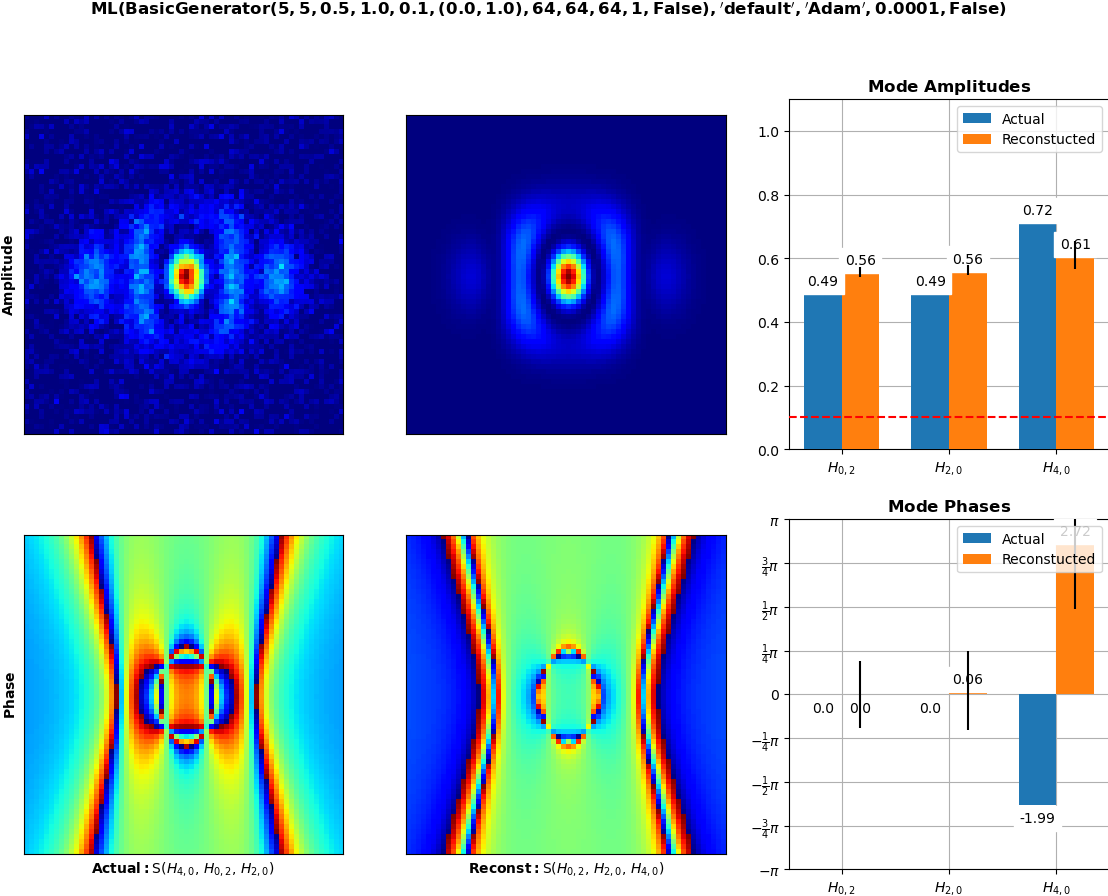 ML(BasicGenerator(5, 5, 0.5, 1.0, 0.1, (0.0, 1.0), 64, 64, 64, 1, False), 'default', 'Adam', 0.0001, False)
Amplitude
Mode Amplitudes
Actual
Reconstucted
1.0
0.8
0.6
0.4
0.2
0.0
0.49
0.56
0.49
0.56
0.72
0.61
H₀,₂
H₂,₀
H₄,₀
Phase
Actual: S(H₄,₀, H₀,₂, H₂,₀)
Reconst: S(H₀,₂, H₂,₀, H₄,₀)
Mode Phases
Actual
Reconstucted
π
¾π
½π
¼π
0
−¼π
−½π
−¾π
−π
0.0
0.0
0.0
0.06
-1.99
2.72
H₀,₂
H₂,₀
H₄,₀